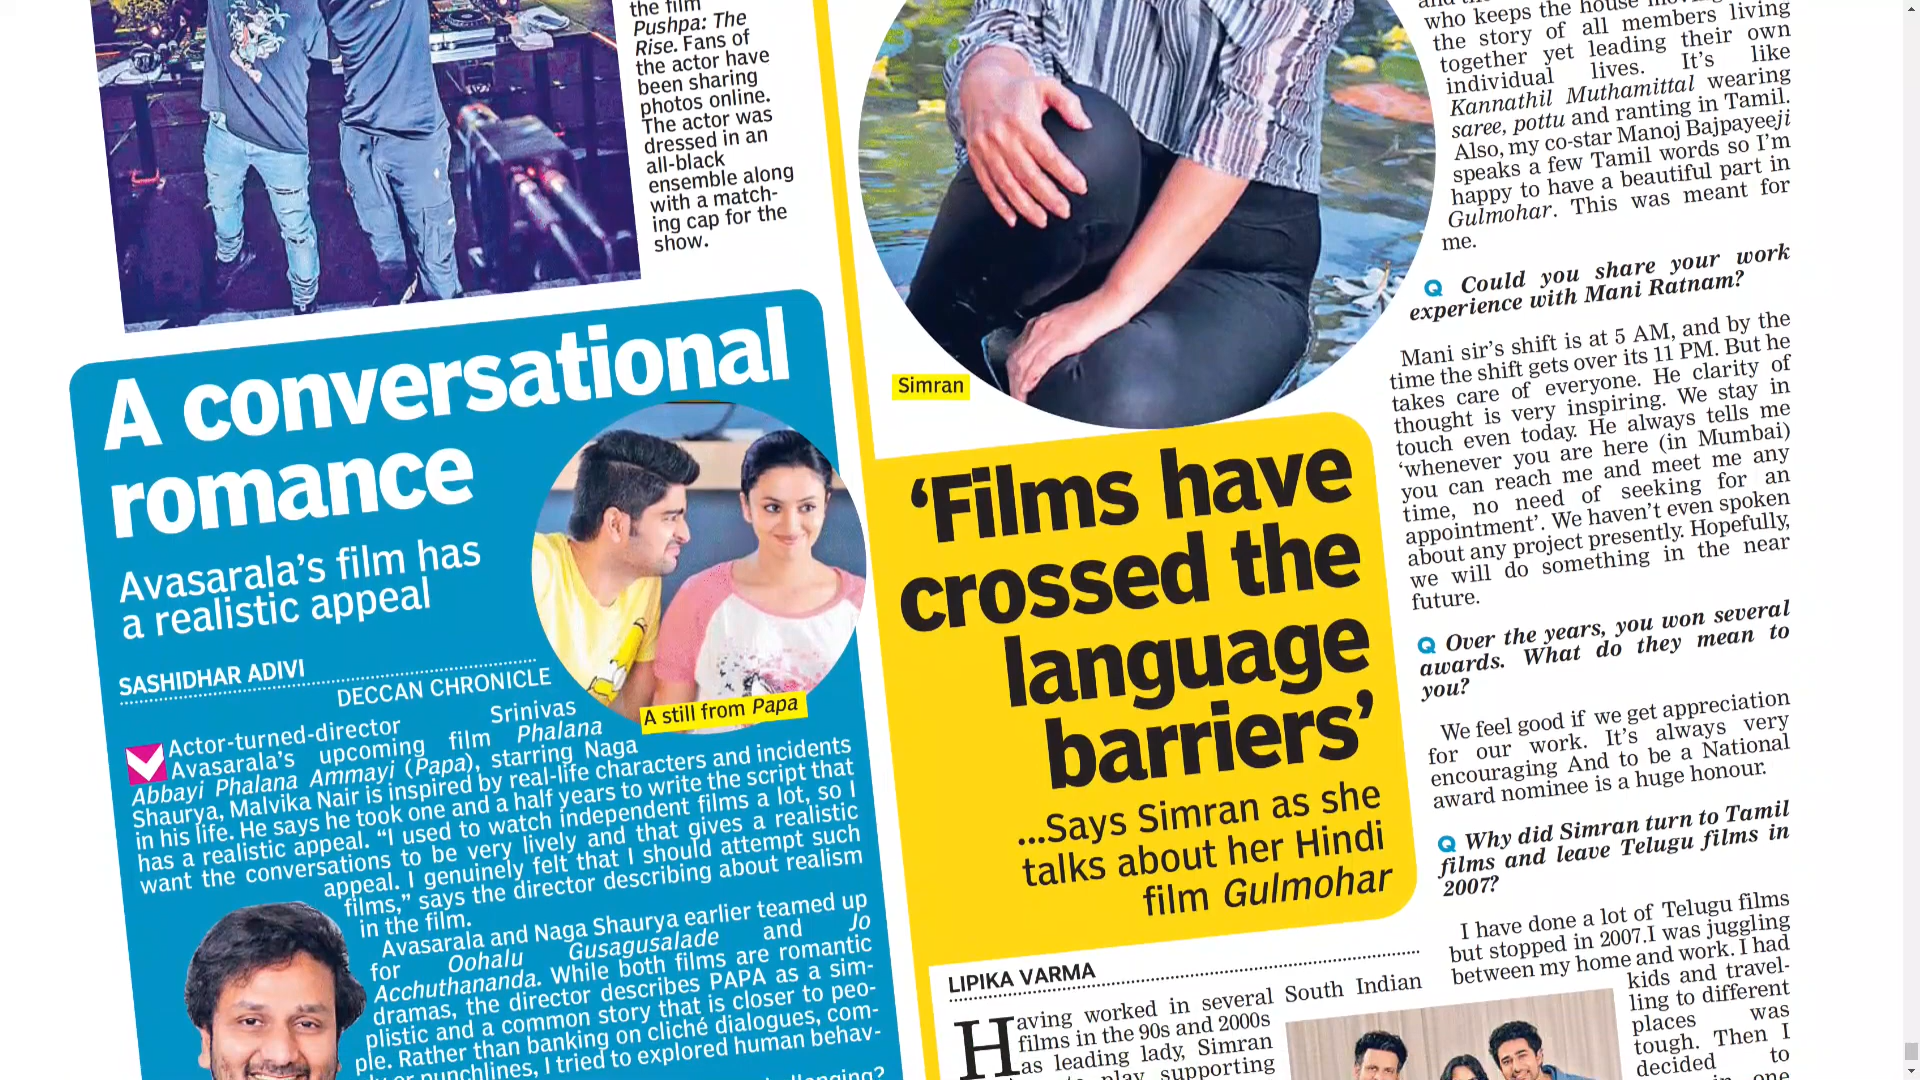 the film
Pushpa: The
Rise. Fans of
the actor have
been sharing
photos online.
The actor was
dressed in an
all-black
ensemble along
with a match-
ing cap for the
show.
A conversational
romance
Avasarala's film has
a realistic appeal
SASHIDHAR ADIVI
DECCAN CHRONICLE
A still from Papa
Actor-turned-director Srinivas
Avasarala's upcoming film Phalana
Abbayi Phalana Ammayi (Papa), starring Naga
Shaurya, Malvika Nair is inspired by real-life characters and incidents
in his life. He says he took one and a half years to write the script that
has a realistic appeal. "I used to watch independent films a lot, so I
want the conversations to be very lively and that gives a realistic
appeal. I genuinely felt that I should attempt such
films," says the director describing about realism
in the film.
Avasarala and Naga Shaurya earlier teamed up
for Oohalu Gusagusalade and Jo
Acchuthananda. While both films are romantic
dramas, the director describes PAPA as a sim-
plistic and a common story that is closer to peo-
ple. Rather than banking on cliché dialogues, com-
or punchlines, I tried to explored human behav-
Simran
'Films have
crossed the
language
barriers'
...Says Simran as she
talks about her Hindi
film Gulmohar
LIPIKA VARMA
Having worked in several South Indian
films in the 90s and 2000s
as leading lady, Simran
play supporting
who keeps the house
the story of all members living
together yet leading their own
individual lives. It's like
Kannathil Muthamittal wearing
saree, pottu and ranting in Tamil.
Also, my co-star Manoj Bajpayeeji
speaks a few Tamil words so I'm
happy to have a beautiful part in
Gulmohar. This was meant for
me.
Q Could you share your work
experience with Mani Ratnam?
Mani sir's shift is at 5 AM, and by the
time the shift gets over its 11 PM. But he
takes care of everyone. He clarity of
thought is very inspiring. We stay in
touch even today. He always tells me
'whenever you are here (in Mumbai)
you can reach me and meet me any
time, no need of seeking for an
appointment'. We haven't even spoken
about any project presently. Hopefully,
we will do something in the near
future.
Q Over the years, you won several
awards. What do they mean to
you?
We feel good if we get appreciation
for our work. It's always very
encouraging And to be a National
award nominee is a huge honour.
Q Why did Simran turn to Tamil
films and leave Telugu films in
2007?
I have done a lot of Telugu films
but stopped in 2007.I was juggling
between my home and work. I had
kids and travel-
ling to different
places was
tough. Then I
decided to
in one